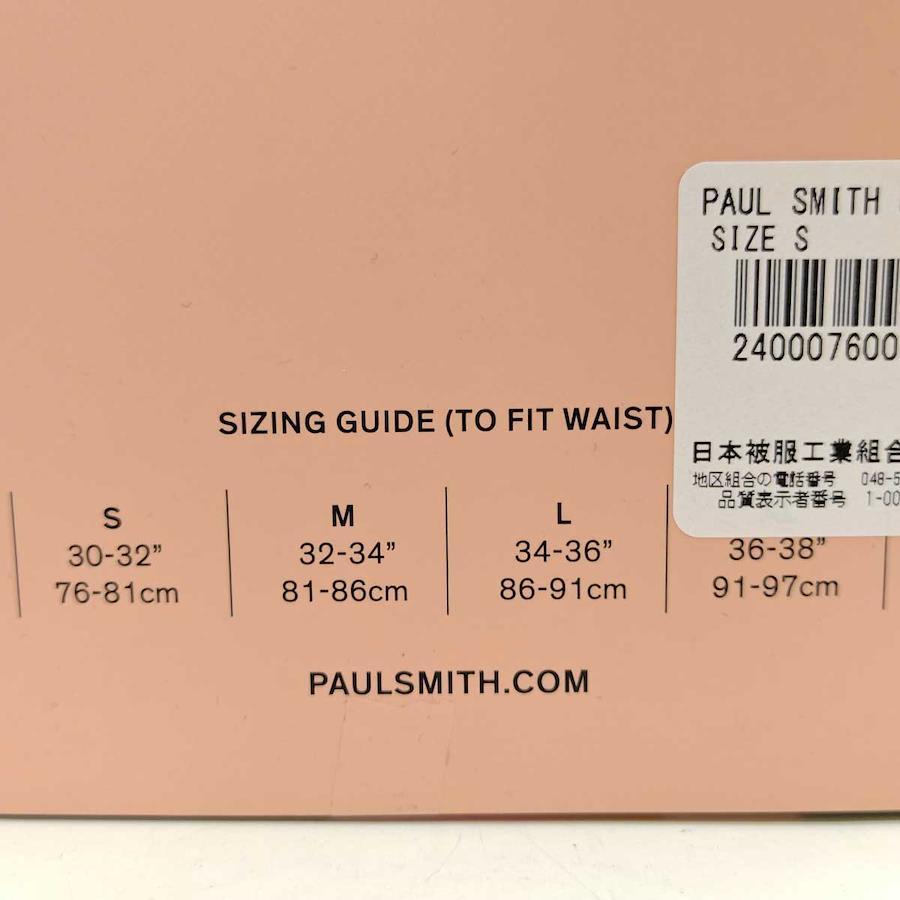 PAUL SMITH
SIZE S
240007600
日本被服工業組合
地区組合の電話番号 048-5
品質表示者番号 1-00
SIZING GUIDE (TO FIT WAIST)
S
30-32”
76-81cm
M
32-34”
81-86cm
L
34-36”
86-91cm
36-38”
91-97cm
PAULSMITH.COM